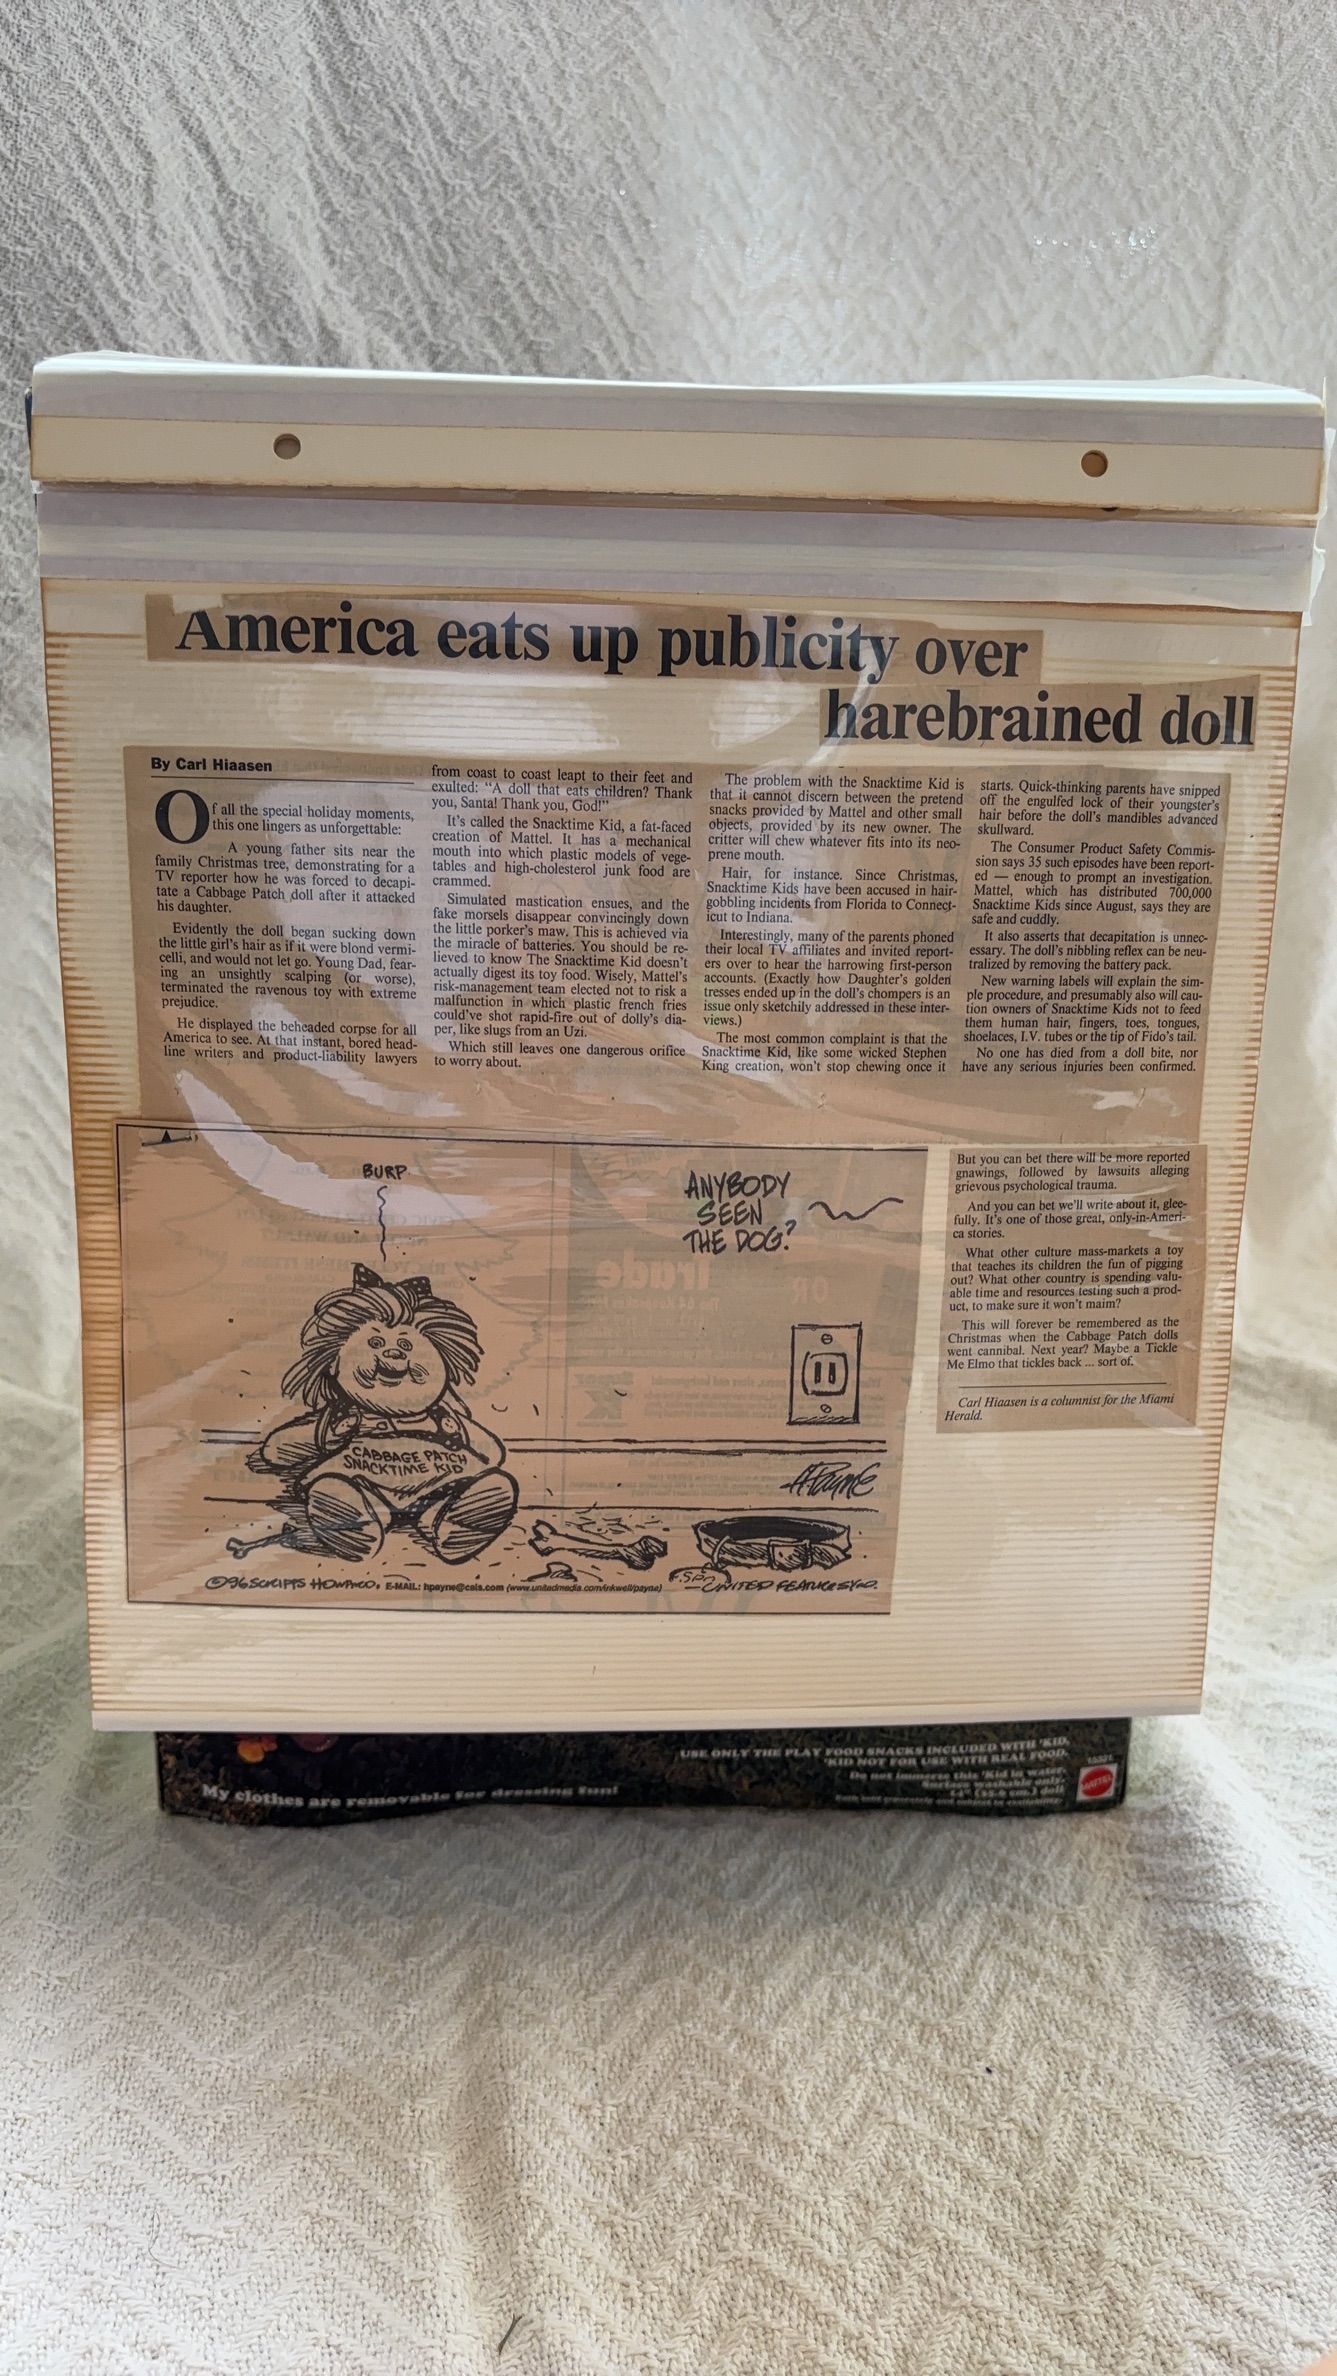 America eats up publicity over
harebrained doll
By Carl Hiaasen
Of all the special holiday moments,
this one lingers as unforgettable:
A young father sits near the
family Christmas tree, demonstrating for a
TV reporter how he was forced to decapi-
tate a Cabbage Patch doll after it attacked
his daughter.
Evidently the doll began sucking down
the little girl's hair as if it were blond vermi-
celli, and would not let go. Young Dad, fear-
ing an unsightly scalping (or worse),
terminated the ravenous toy with extreme
prejudice.
He displayed the beheaded corpse for all
America to see. At that instant, bored head-
line writers and product-liability lawyers
from coast to coast leapt to their feet and
exulted: "A doll that eats children? Thank
you, Santa! Thank you, God!"
It's called the Snacktime Kid, a fat-faced
creation of Mattel. It has a mechanical
mouth into which plastic models of vege-
tables and high-cholesterol junk food are
crammed.
Simulated mastication ensues, and the
fake morsels disappear convincingly down
the little porker's maw. This is achieved via
the miracle of batteries. You should be re-
lieved to know The Snacktime Kid doesn't
actually digest its toy food. Wisely, Mattel's
risk-management team elected not to risk a
malfunction in which plastic french fries
could've shot rapid-fire out of dolly's dia-
per, like slugs from an Uzi.
Which still leaves one dangerous orifice
to worry about.
The problem with the Snacktime Kid is
that it cannot discern between the pretend
snacks provided by Mattel and other small
objects, provided by its new owner. The
critter will chew whatever fits into its neo-
prene mouth.
Hair, for instance. Since Christmas,
Snacktime Kids have been accused in hair-
gobbling incidents from Florida to Connect-
icut to Indiana.
Interestingly, many of the parents phoned
their local TV affiliates and invited report-
ers over to hear the harrowing first-person
accounts. (Exactly how Daughter's golden
tresses ended up in the doll's chompers is an
issue only sketchily addressed in these inter-
views.)
The most common complaint is that the
Snacktime Kid, like some wicked Stephen
King creation, won't stop chewing once it
starts. Quick-thinking parents have snipped
off the engulfed lock of their youngster's
hair before the doll's mandibles advanced
skullward.
The Consumer Product Safety Commis-
sion says 35 such episodes have been report-
ed — enough to prompt an investigation.
Mattel, which has distributed 700,000
Snacktime Kids since August, says they are
safe and cuddly.
It also asserts that decapitation is unnec-
essary. The doll's nibbling reflex can be neu-
tralized by removing the battery pack.
New warning labels will explain the sim-
ple procedure, and presumably also will cau-
tion owners of Snacktime Kids not to feed
them human hair, fingers, toes, tongues,
shoelaces, I.V. tubes or the tip of Fido's tail.
No one has died from a doll bite, nor
have any serious injuries been confirmed.
But you can bet there will be more reported
gnawings, followed by lawsuits alleging
grievous psychological trauma.
And you can bet we'll write about it, glee-
fully. It's one of those great, only-in-Ameri-
ca stories.
What other culture mass-markets a toy
that teaches its children the fun of pigging
out? What other country is spending valu-
able time and resources testing such a prod-
uct, to make sure it won't maim?
This will forever be remembered as the
Christmas when the Cabbage Patch dolls
went cannibal. Next year? Maybe a Tickle
Me Elmo that tickles back ... sort of.
Carl Hiaasen is a columnist for the Miami
Herald.
BURP
ANYBODY
SEEN
THE DOG?
CABBAGE PATCH
SNACKTIME KID
H.Payne
©96 SCRIPPS HOWARD. E-MAIL: hpayne@cais.com (www.unitedmedia.com/inkwell/payne) UNITED FEATURE SYND.
My clothes are removable for dressing fun!
USE ONLY THE PLAY FOOD SNACKS INCLUDED WITH 'KID.
'KID NOT FOR USE WITH REAL FOOD.
Do not immerse this 'Kid in water.
Surface washable only.
14" (35.6 cm.) doll
15321
MATTEL